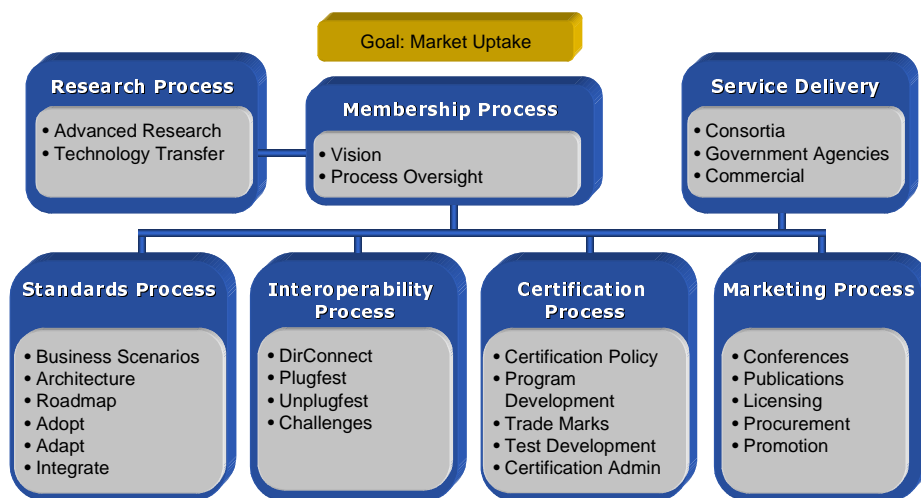 Goal: Market Uptake
Research Process
• Advanced Research
• Technology Transfer
Membership Process
• Vision
• Process Oversight
Service Delivery
• Consortia
• Government Agencies
• Commercial
Standards Process
• Business Scenarios
• Architecture
• Roadmap
• Adopt
• Adapt
• Integrate
Interoperability
Process
• DirConnect
• Plugfest
• Unplugfest
• Challenges
Certification
Process
• Certification Policy
• Program
Development
• Trade Marks
• Test Development
• Certification Admin
Marketing Process
• Conferences
• Publications
• Licensing
• Procurement
• Promotion